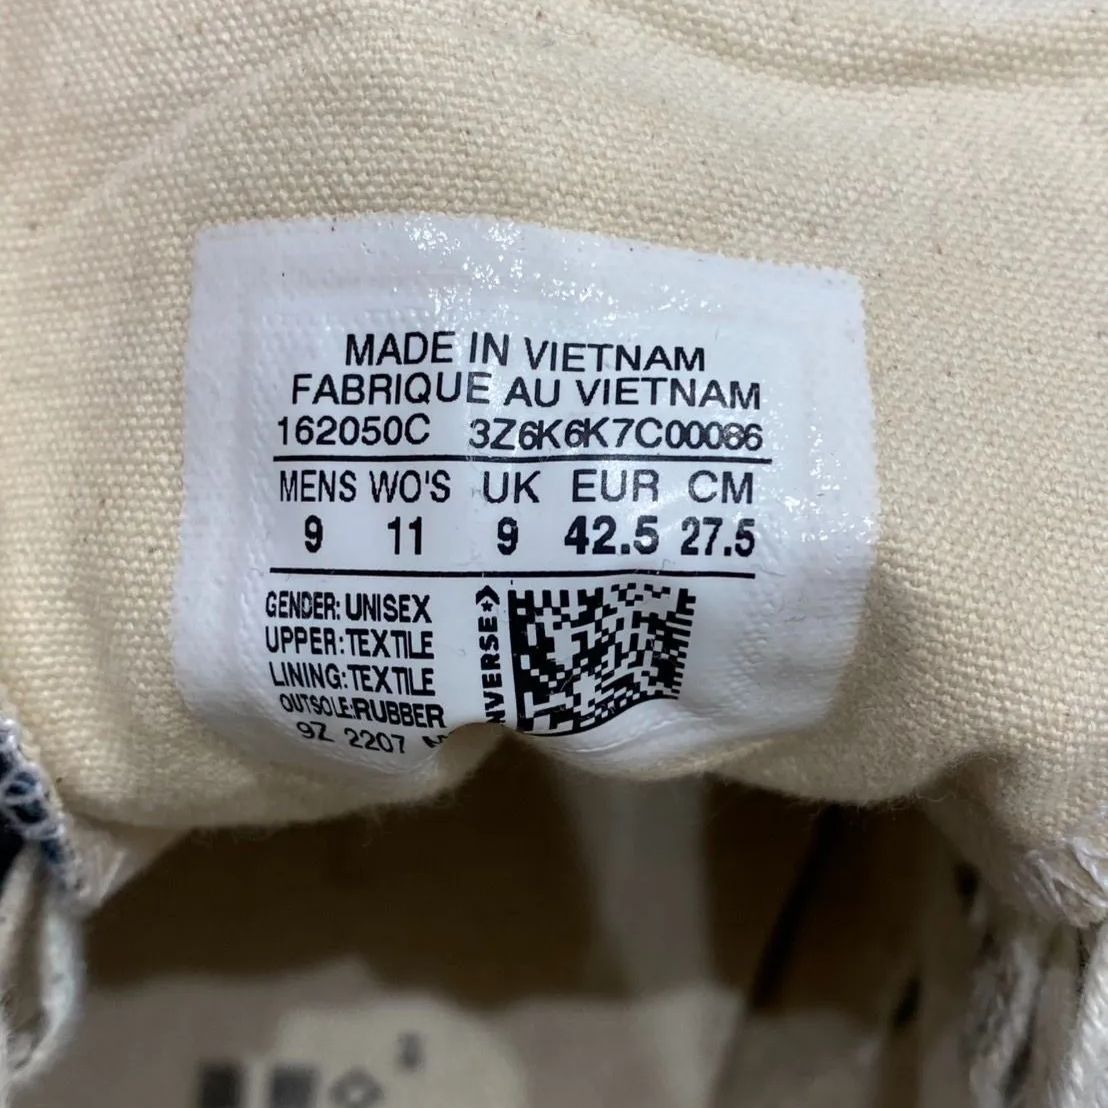 MADE IN VIETNAM
FABRIQUE AU VIETNAM
162050C 3Z6K6K7C00086
MENS WO'S UK EUR CM
9 11 9 42.5 27.5
GENDER: UNISEX
UPPER: TEXTILE
LINING: TEXTILE
OUTSOLE: RUBBER
9Z 2207